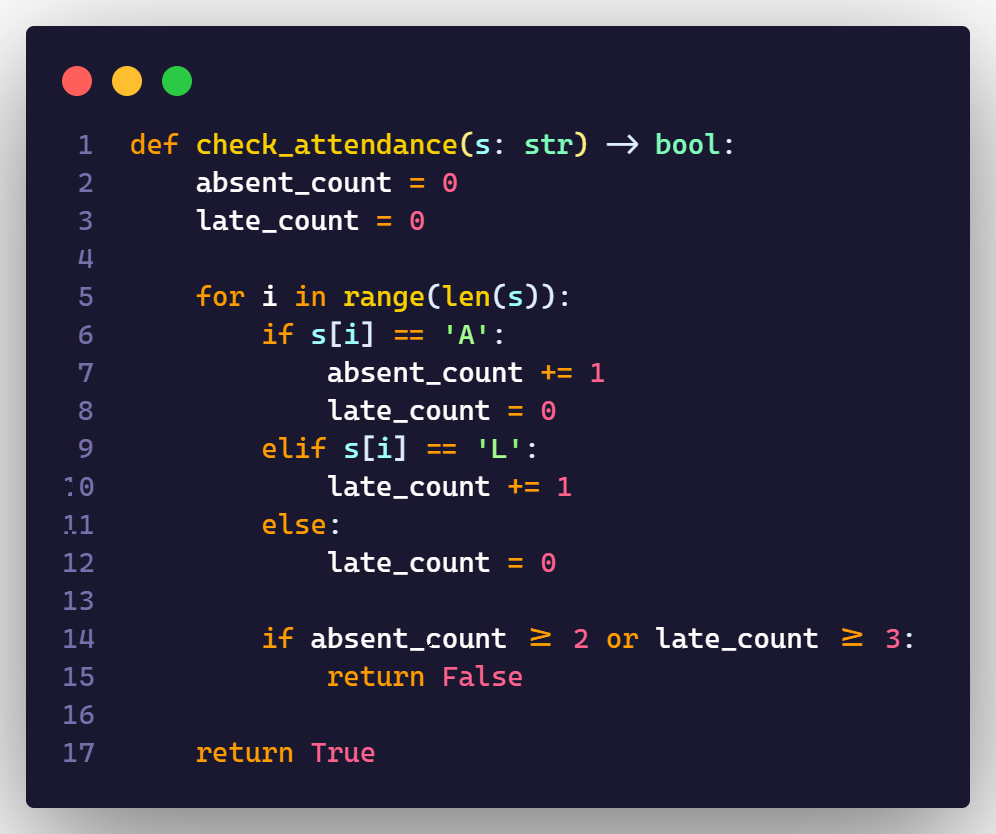 1 def check_attendance(s: str) -> bool:
2     absent_count = 0
3     late_count = 0
4
5     for i in range(len(s)):
6         if s[i] == 'A':
7             absent_count += 1
8             late_count = 0
9         elif s[i] == 'L':
10             late_count += 1
11         else:
12             late_count = 0
13
14         if absent_count ≥ 2 or late_count ≥ 3:
15             return False
16
17     return True